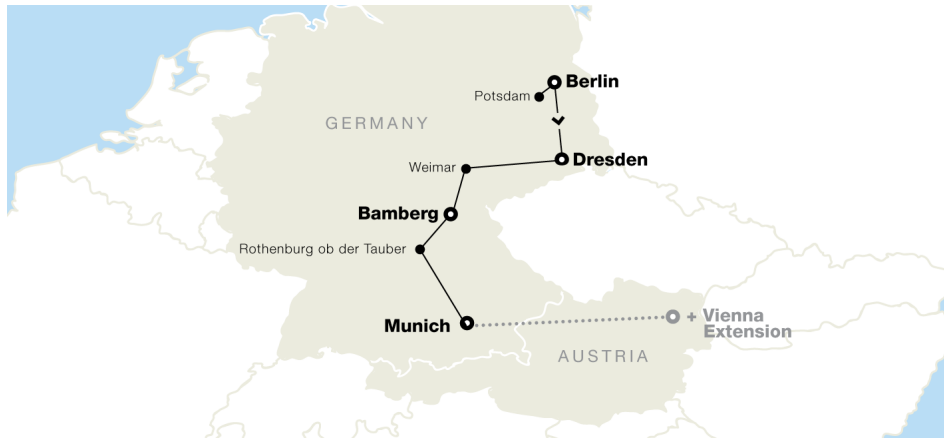 Berlin
Potsdam
GERMANY
Dresden
Weimar
Bamberg
Rothenburg ob der Tauber
Munich
+ Vienna
Extension
AUSTRIA